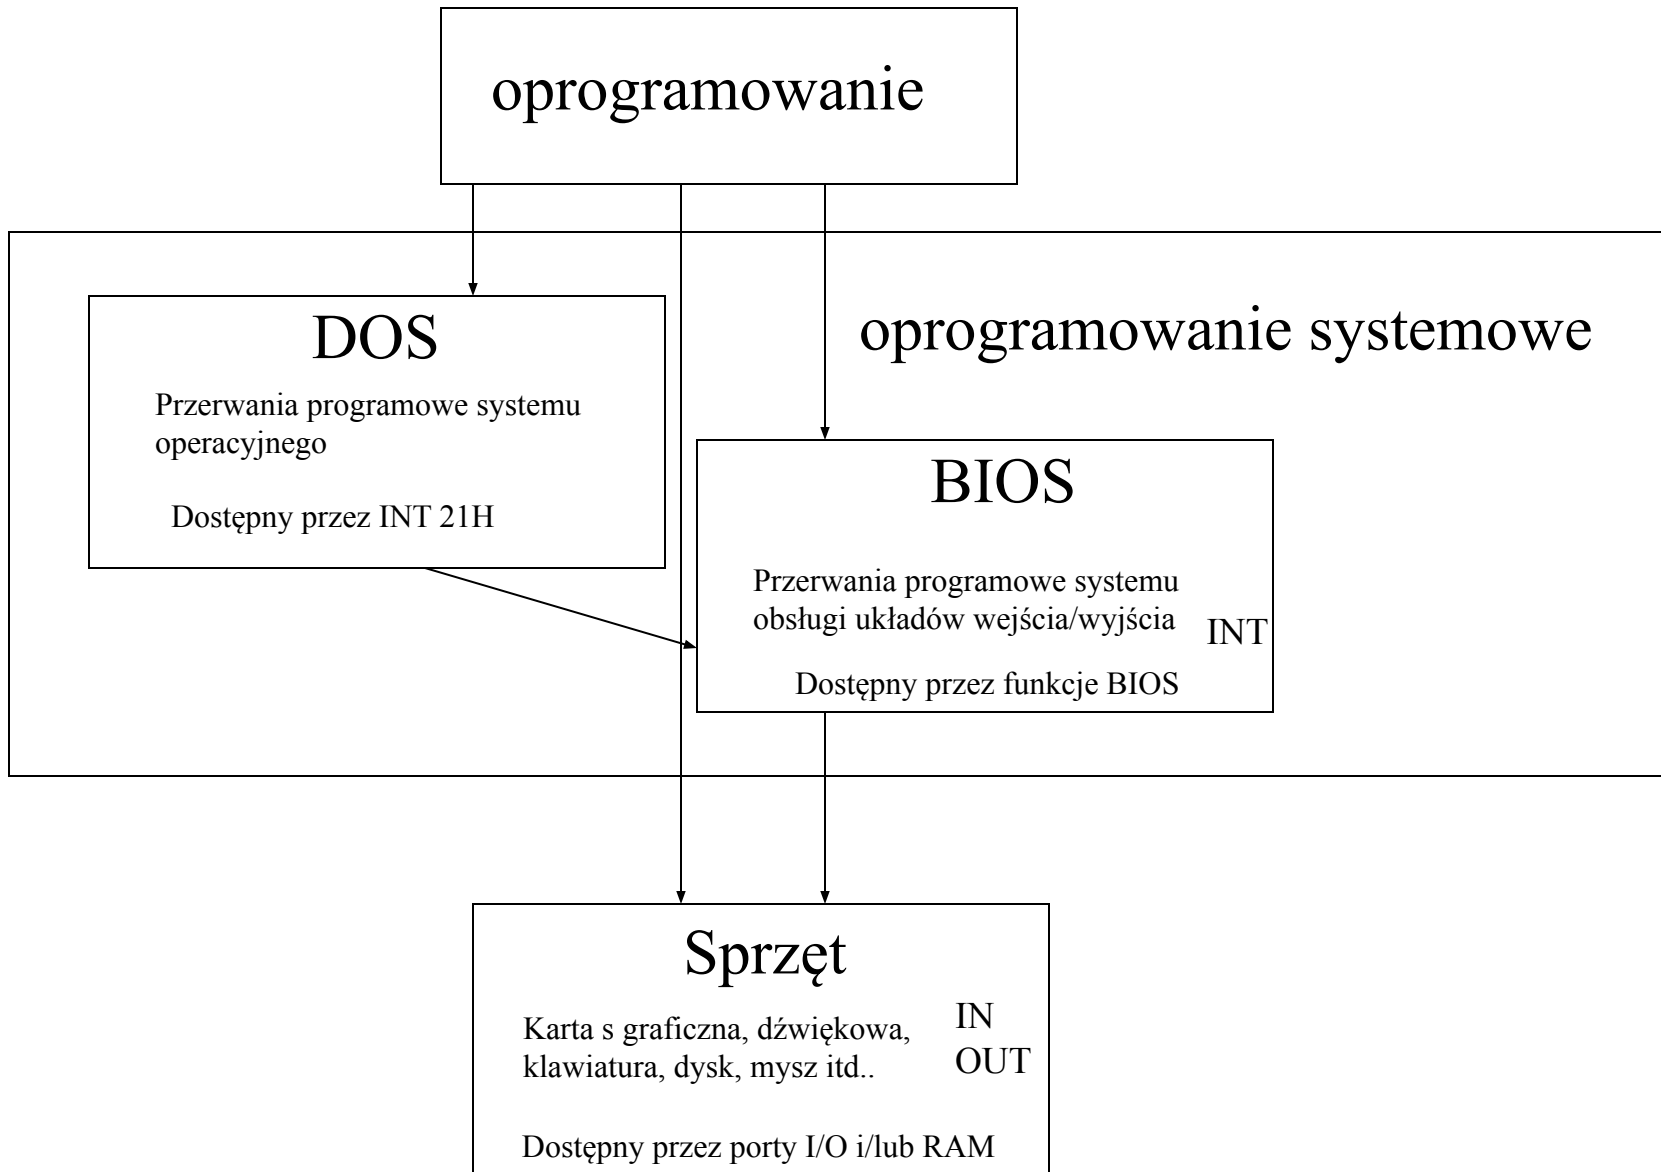 oprogramowanie
DOS
Przerwania programowe systemu
operacyjnego
Dostępny przez INT 21H
oprogramowanie systemowe
BIOS
Przerwania programowe systemu
obsługi układów wejścia/wyjścia
INT
Dostępny przez funkcje BIOS
Sprzęt
Karta s graficzna, dźwiękowa,
klawiatura, dysk, mysz itd..
IN
OUT
Dostępny przez porty I/O i/lub RAM